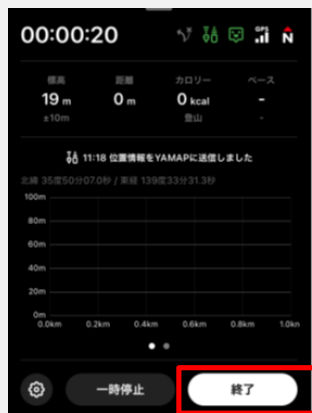 00:00:20
GPS
N
標高 距離 カロリー ペース
19 m 0 m 0 kcal -
±10m 登山 -
11:18 位置情報をYAMAPに送信しました
北緯 35度50分07.0秒 / 東経 139度33分31.3秒
100m
80m
60m
40m
20m
0m
0.0km 0.2km 0.4km 0.6km 0.8km 1.0km
一時停止 終了